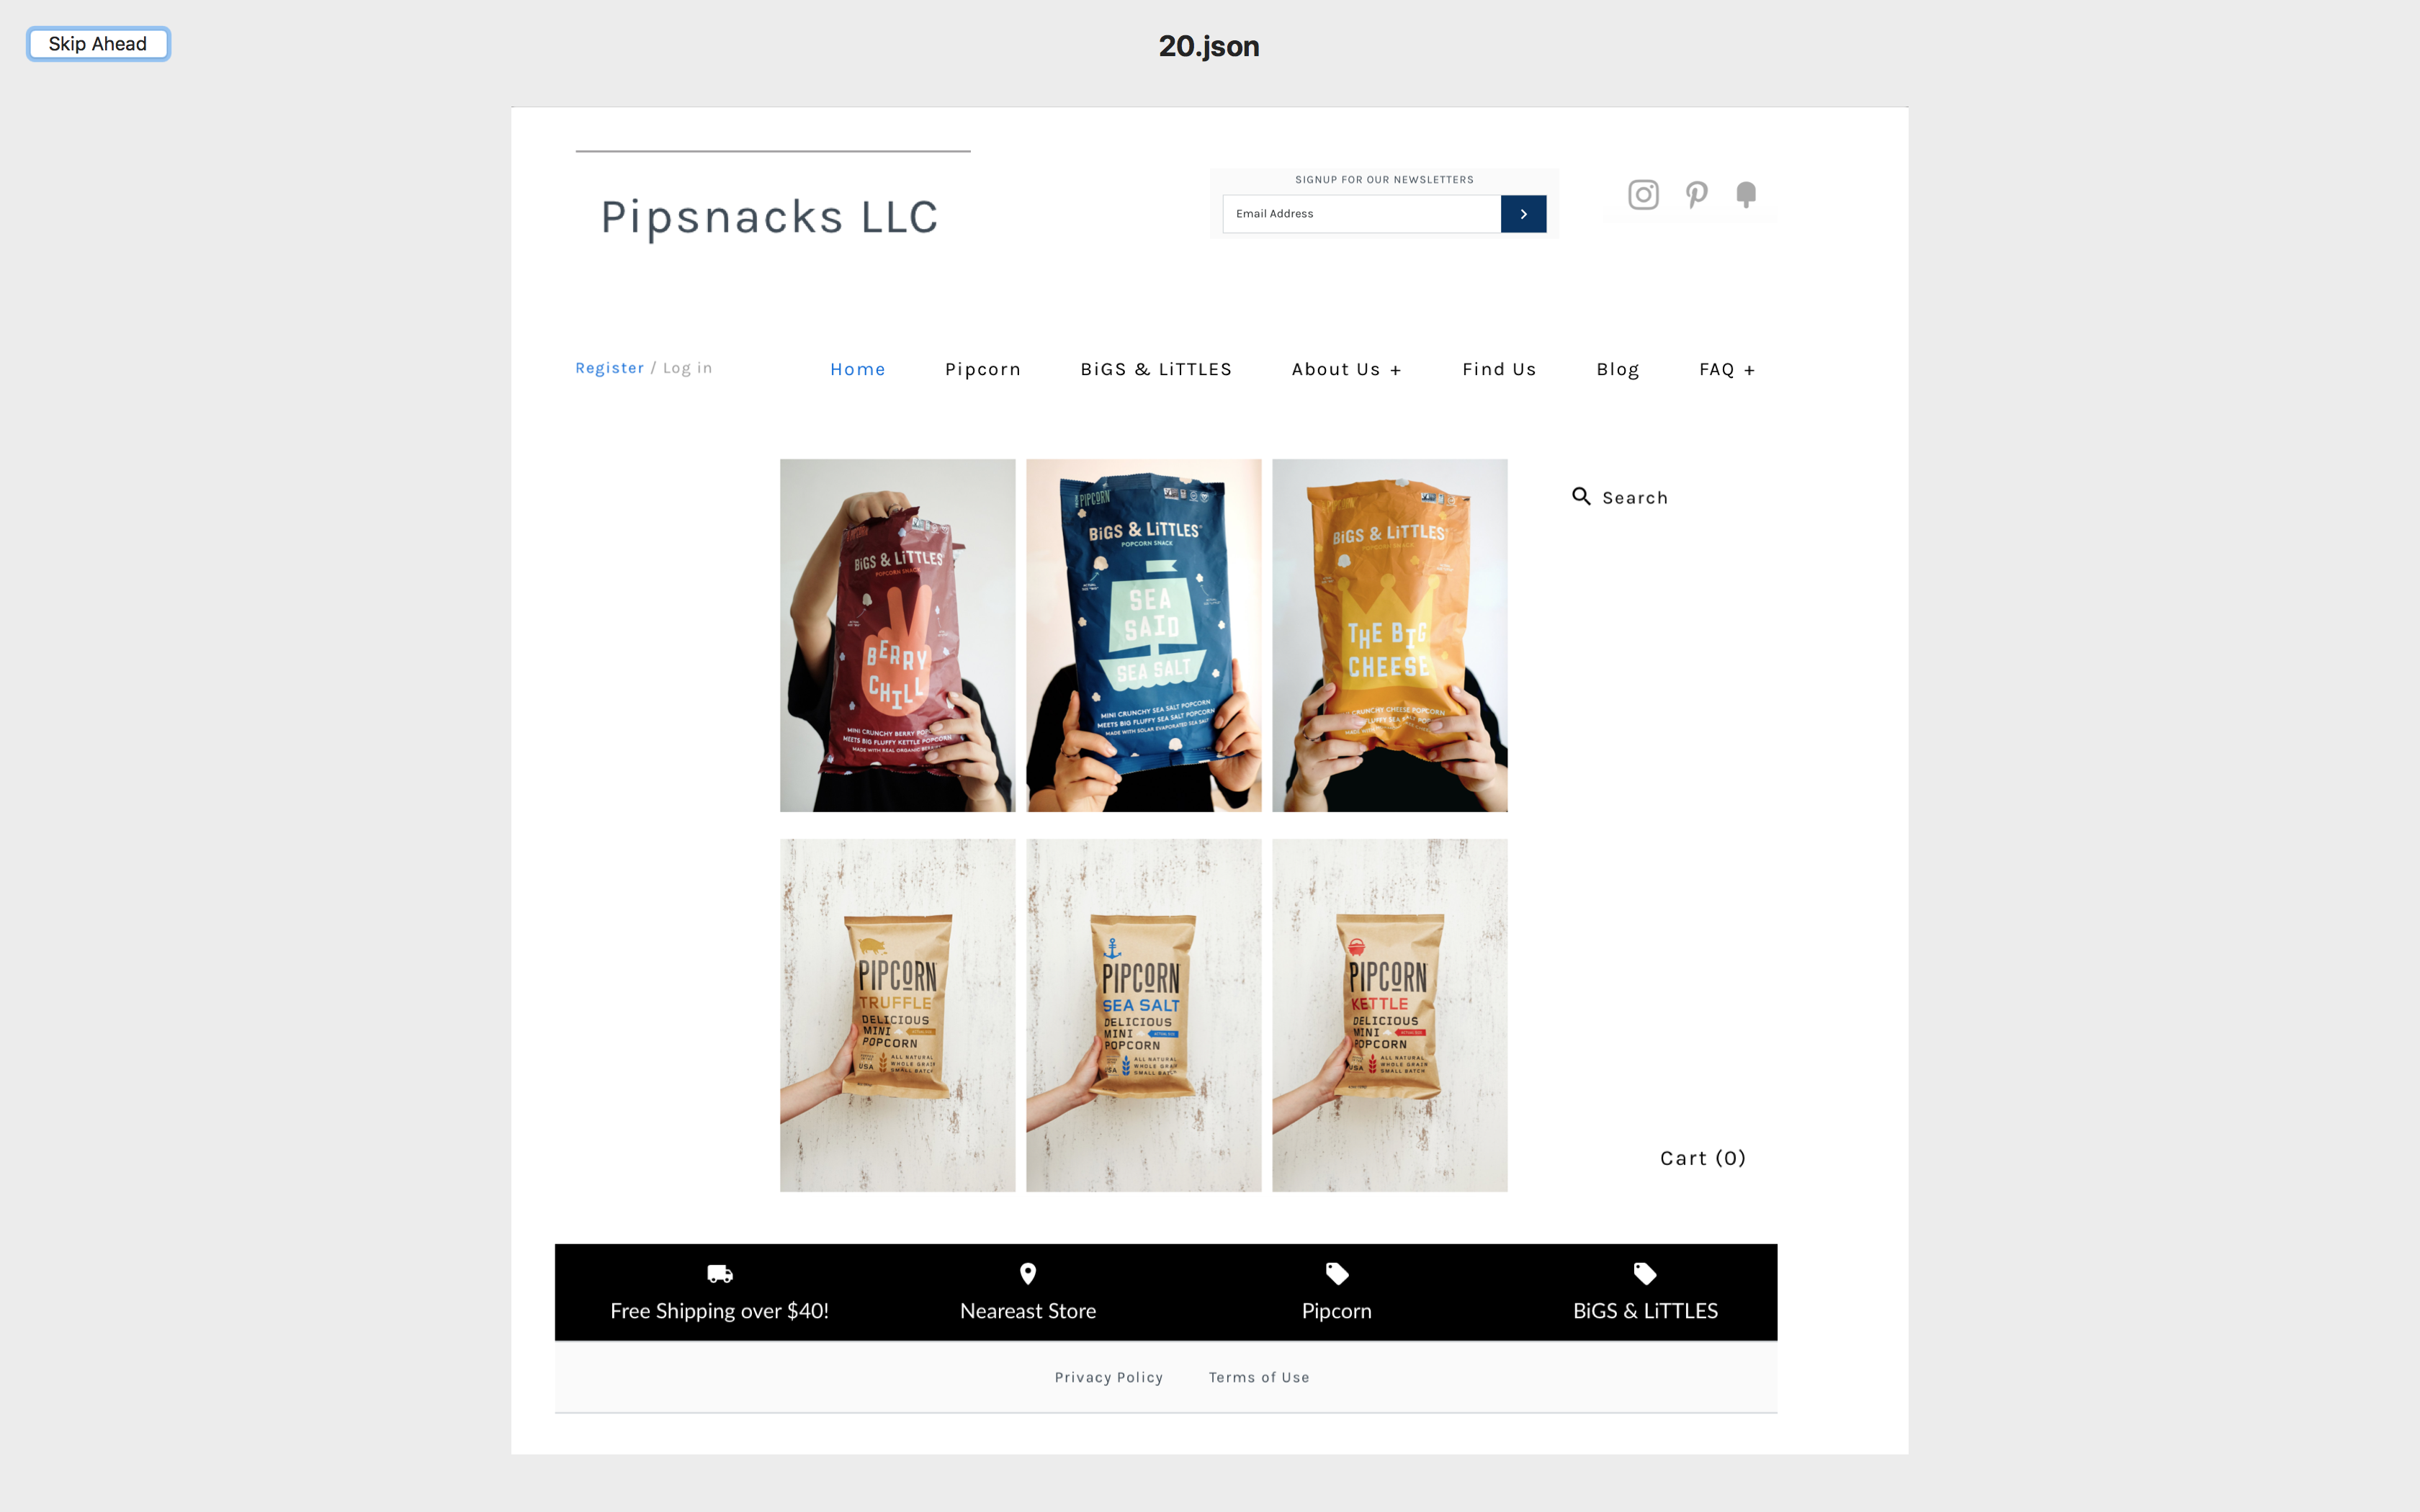 Skip Ahead
20.json
SIGNUP FOR OUR NEWSLETTERS
Email Address
Pipsnacks LLC
Register / Log in
Home
Pipcorn
BiGS & LiTTLES
About Us +
Find Us
Blog
FAQ +
Search
BiGS & LiTTLES
POPCORN SNACK
BERRY
CHILL
MINI CRUNCHY BERRY
MEETS BIG FLUFFY KETTLE POPCORN
MADE WITH REAL ORGANIC
PIPCORN
BiGS & LiTTLES
POPCORN SNACK
SEA
SAID
SEA SALT
MINI CRUNCHY SEA SALT POPCORN
MEETS BIG FLUFFY SEA SALT POPCORN
MADE WITH SOLAR EVAPORATED SEA SALT
BiGS & LiTTLES
POPCORN SNACK
THE BIG
CHEESE
CRUNCHY CHEESE POPCORN
PIPCORN
TRUFFLE
DELICIOUS
MINI
POPCORN
ALL NATURAL
WHOLE GRAIN
SMALL BATCH
USA
PIPCORN
SEA SALT
DELICIOUS
MINI
POPCORN
ALL NATURAL
WHOLE GRAIN
SMALL BATCH
USA
PIPCORN
KETTLE
DELICIOUS
MINI
POPCORN
ALL NATURAL
WHOLE GRAIN
SMALL BATCH
USA
Cart (0)
Free Shipping over $40!
Neareast Store
Pipcorn
BiGS & LiTTLES
Privacy Policy
Terms of Use